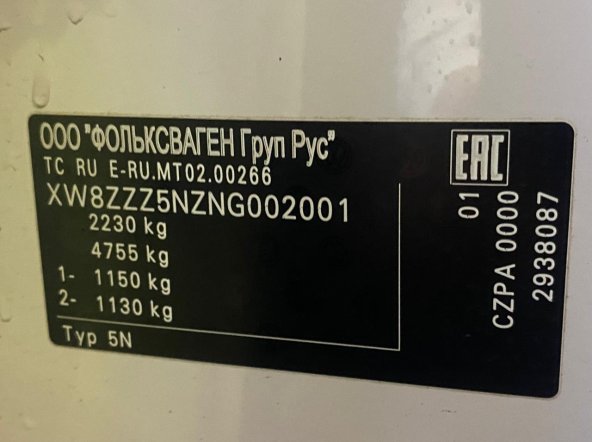 ООО "ФОЛЬКСВАГЕН Груп Рус"
TC RU E-RU.MT02.00266
XW8ZZZ5NZNG002001
2230 kg
4755 kg
1- 1150 kg
2- 1130 kg
Typ 5N
EAC
01
CZPA 0000
2938087